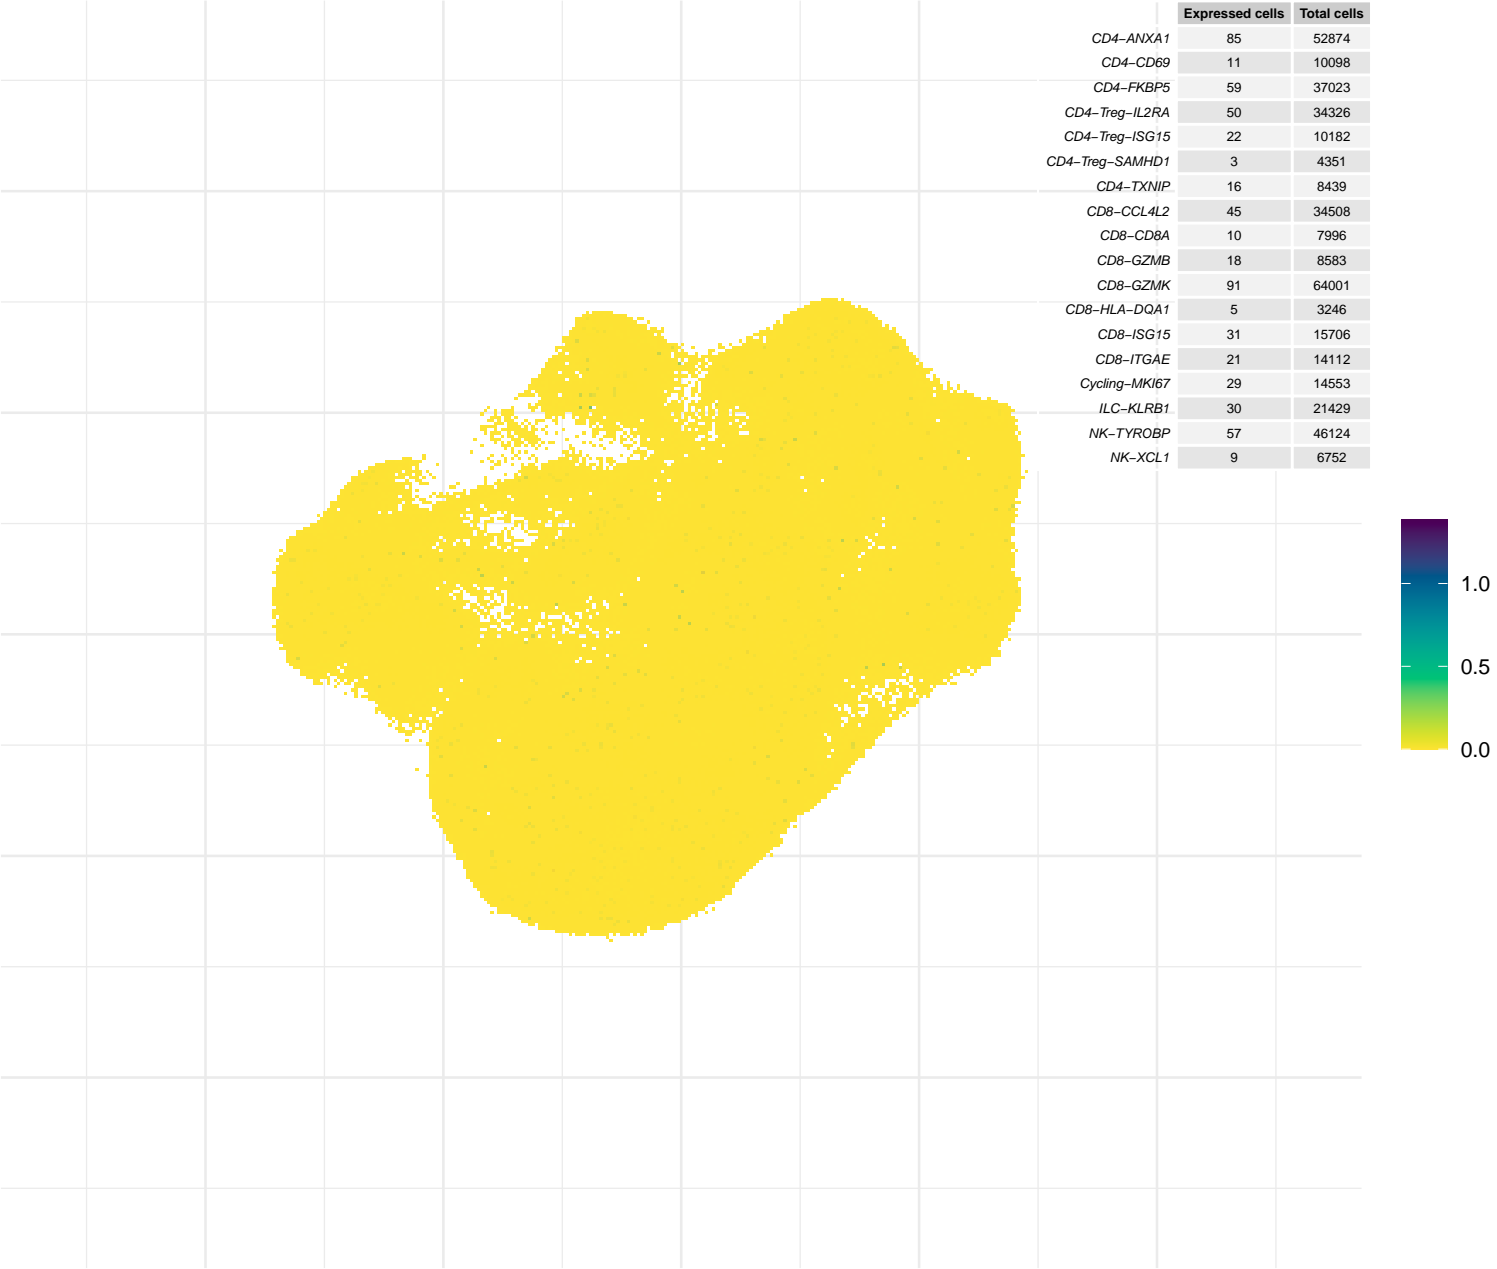 Expressed cells Total cells
CD4−ANXA1 85 52874
CD4−CD69 11 10098
CD4−FKBP5 59 37023
CD4−Treg−IL2RA 50 34326
CD4−Treg−ISG15 22 10182
CD4−Treg−SAMHD1 3 4351
CD4−TXNIP 16 8439
CD8−CCL4L2 45 34508
CD8−CD8A 10 7996
CD8−GZMB 18 8583
CD8−GZMK 91 64001
CD8−HLA−DQA1 5 3246
CD8−ISG15 31 15706
CD8−ITGAE 21 14112
Cycling−MKI67 29 14553
ILC−KLRB1 30 21429
NK−TYROBP 57 46124
NK−XCL1 9 6752
1.0
0.5
0.0